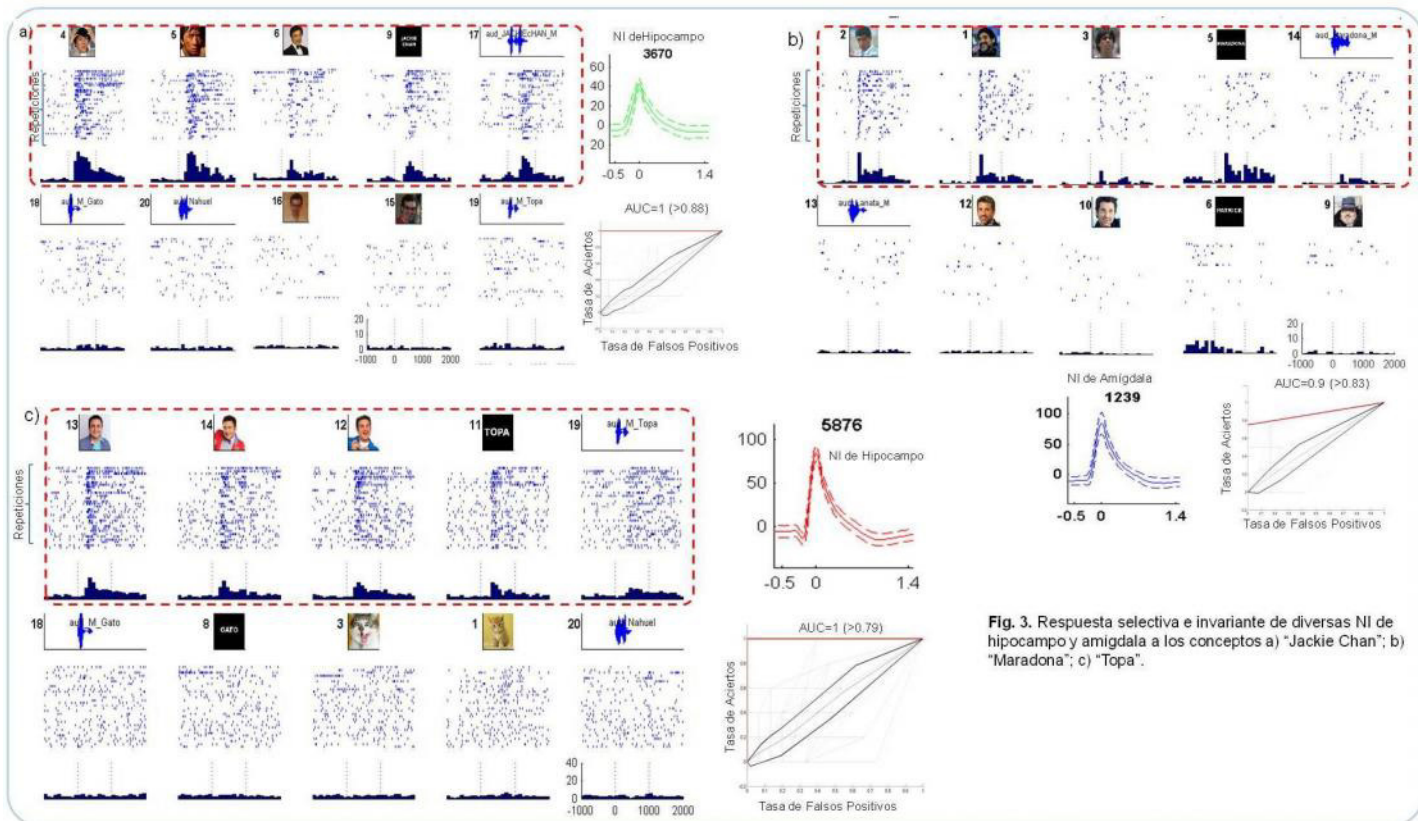 a)
4
5
6
9
JACKIE
CHAN
17
aud_JACKIEcHAN_M
NI deHipocampo
3670
Repeticiones
60
40
20
0
20
-0.5 0 1.4
18
aud_M_Gato
20
aud_Nahuel
16
15
19
aud_M_Topa
AUC=1 (>0.88)
Tasa de Aciertos
Tasa de Falsos Positivos
20
10
0
-1000 0 1000 2000
b)
2
1
3
5
MARADONA
14
aud_Maradona_M
Repeticiones
13
aud_Lanata_M
12
10
6
PATRICIA
9
20
10
0
-1000 0 1000 2000
NI de Amígdala
1239
100
50
0
-0.5 0 1.4
AUC=0.9 (>0.83)
Tasa de Aciertos
Tasa de Falsos Positivos
c)
13
14
12
11
TOPA
19
aud_M_Topa
Repeticiones
5876
NI de Hipocampo
100
50
0
-0.5 0 1.4
18
aud_M_Gato
8
GATO
3
1
20
aud_Nahuel
40
20
0
-1000 0 1000 2000
AUC=1 (>0.79)
Tasa de Aciertos
Tasa de Falsos Positivos
Fig. 3. Respuesta selectiva e invariante de diversas NI de
hipocampo y amígdala a los conceptos a) “Jackie Chan”; b)
“Maradona”; c) “Topa”.